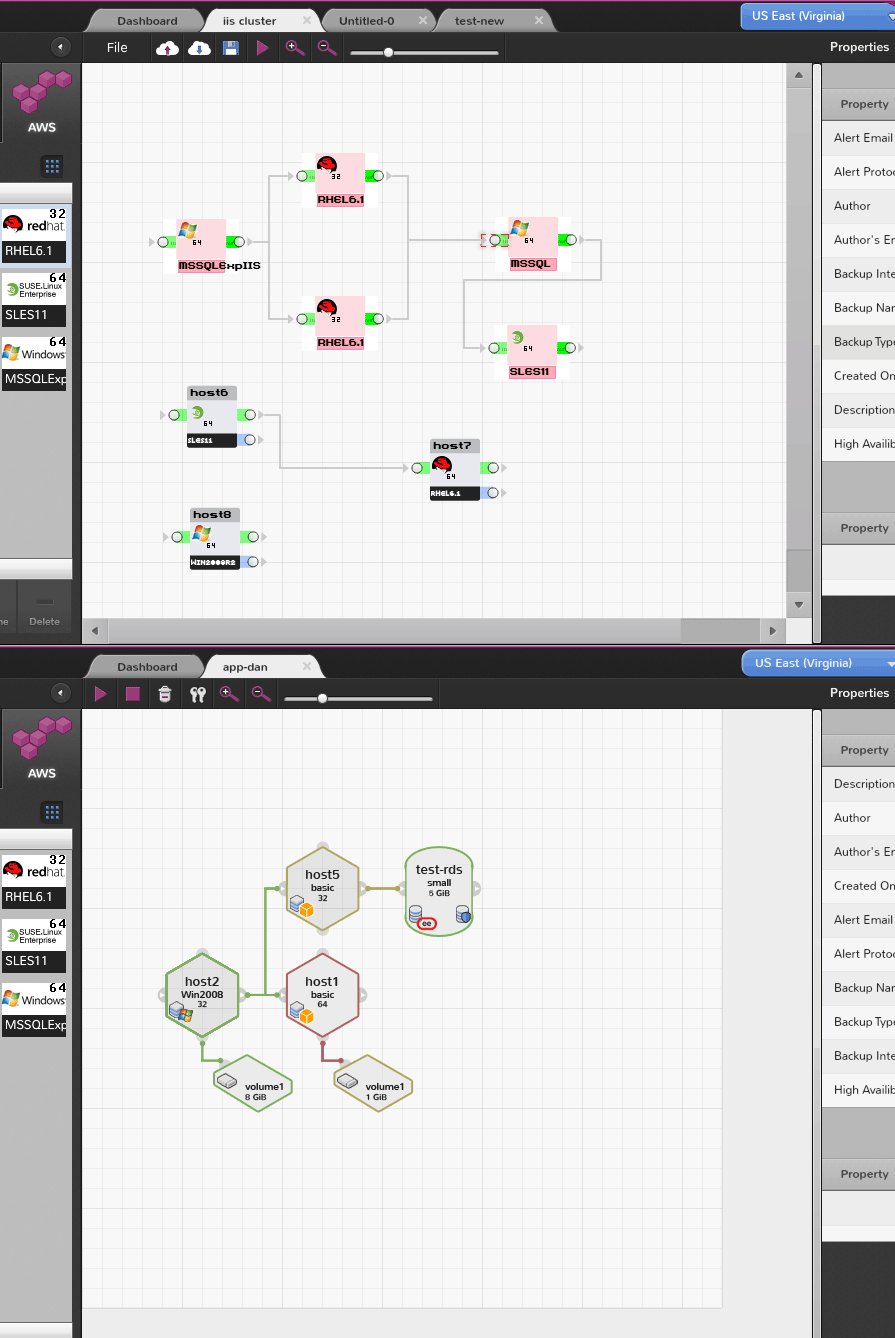 Dashboard
iis cluster
Untitled-0
test-new
US East (Virginia)
File
Properties
AWS
Property
Alert Email
Alert Protoc
Author
Author's Em
Backup Inte
Backup Nam
Backup Type
Created On
Description
High Availib
Property
32
redhat.
RHEL6.1
64
SUSE.Linux
Enterprise
SLES11
64
Windows
MSSQLExp
32
RHEL6.1
64
MSSQLExpIIS
64
MSSQL
32
RHEL6.1
64
SLES11
host6
64
SLES11
host7
64
RHEL6.1
host8
64
WIN2008R2
ne
Delete
Dashboard
app-dan
US East (Virginia)
Properties
AWS
Property
Description
Author
Author's Em
Created On
Alert Email
Alert Protoc
Backup Nam
Backup Type
Backup Inte
High Availib
Property
32
redhat.
RHEL6.1
64
SUSE.Linux
Enterprise
SLES11
64
Windows
MSSQLExp
host5
basic
32
test-rds
small
5 GiB
ee
host2
Win2008
32
host1
basic
64
volume1
8 GiB
volume1
1 GiB